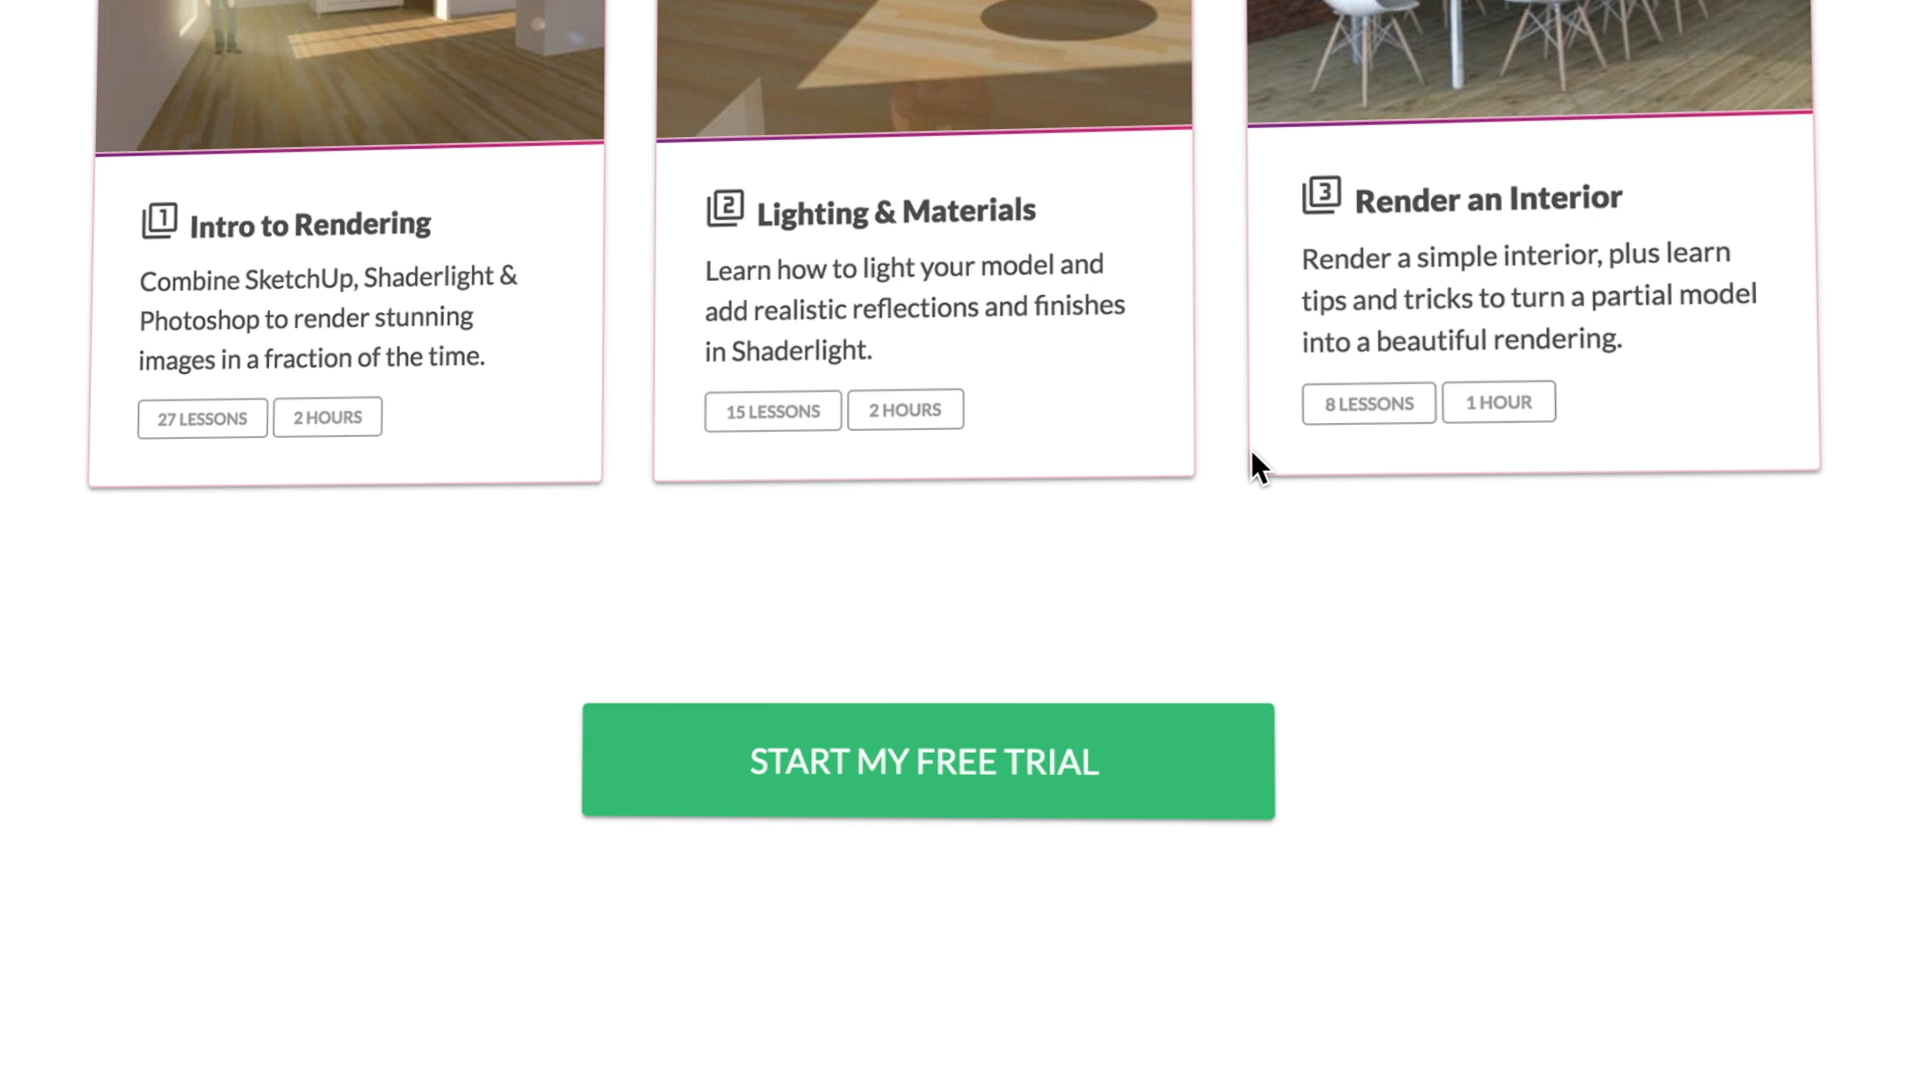 1 Intro to Rendering
Combine SketchUp, Shaderlight &
Photoshop to render stunning
images in a fraction of the time.
27 LESSONS 2 HOURS
2 Lighting & Materials
Learn how to light your model and
add realistic reflections and finishes
in Shaderlight.
15 LESSONS 2 HOURS
3 Render an Interior
Render a simple interior, plus learn
tips and tricks to turn a partial model
into a beautiful rendering.
8 LESSONS 1 HOUR
START MY FREE TRIAL